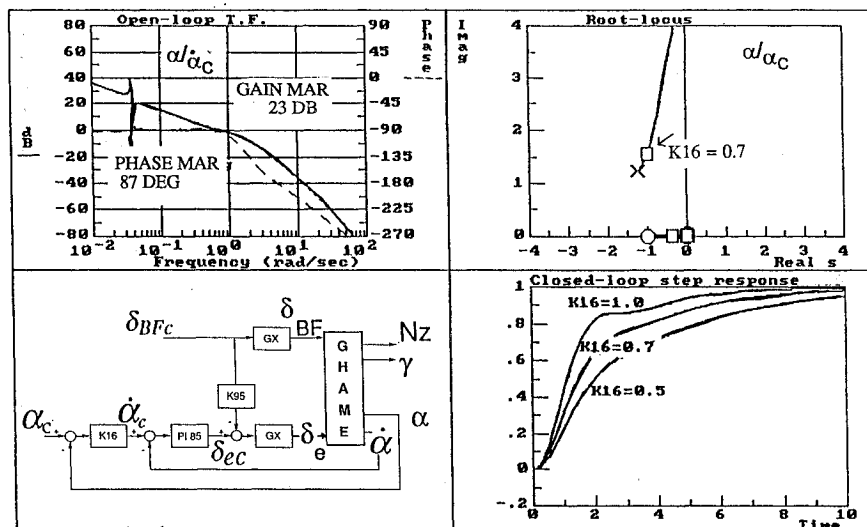 Open-loop T.F.
80
60
40
20
0
-20
-40
-60
-80
dB
α/α̇C
GAIN MAR
23 DB
PHASE MAR
87 DEG
90
45
0
-45
-90
-135
-180
-225
-270
Phase
10^-2
10^-1
10^0
10^1
10^2
Frequency (rad/sec)
Root-locus
Imag
4
3
2
1
0
α/αC
K16 = 0.7
-4 -3 -2 -1 0 1 2 3 4
Real s
δBFc
GX
δ
BF
GHAME
Nz
γ
K95
αc
K16
α̇c
PI 85
δec
GX
δ
e
α̇
α
Closed-loop step response
1
.8
.6
.4
.2
0
-.2
K16=1.0
K16=0.7
K16=0.5
0 2 4 6 8 10
Time